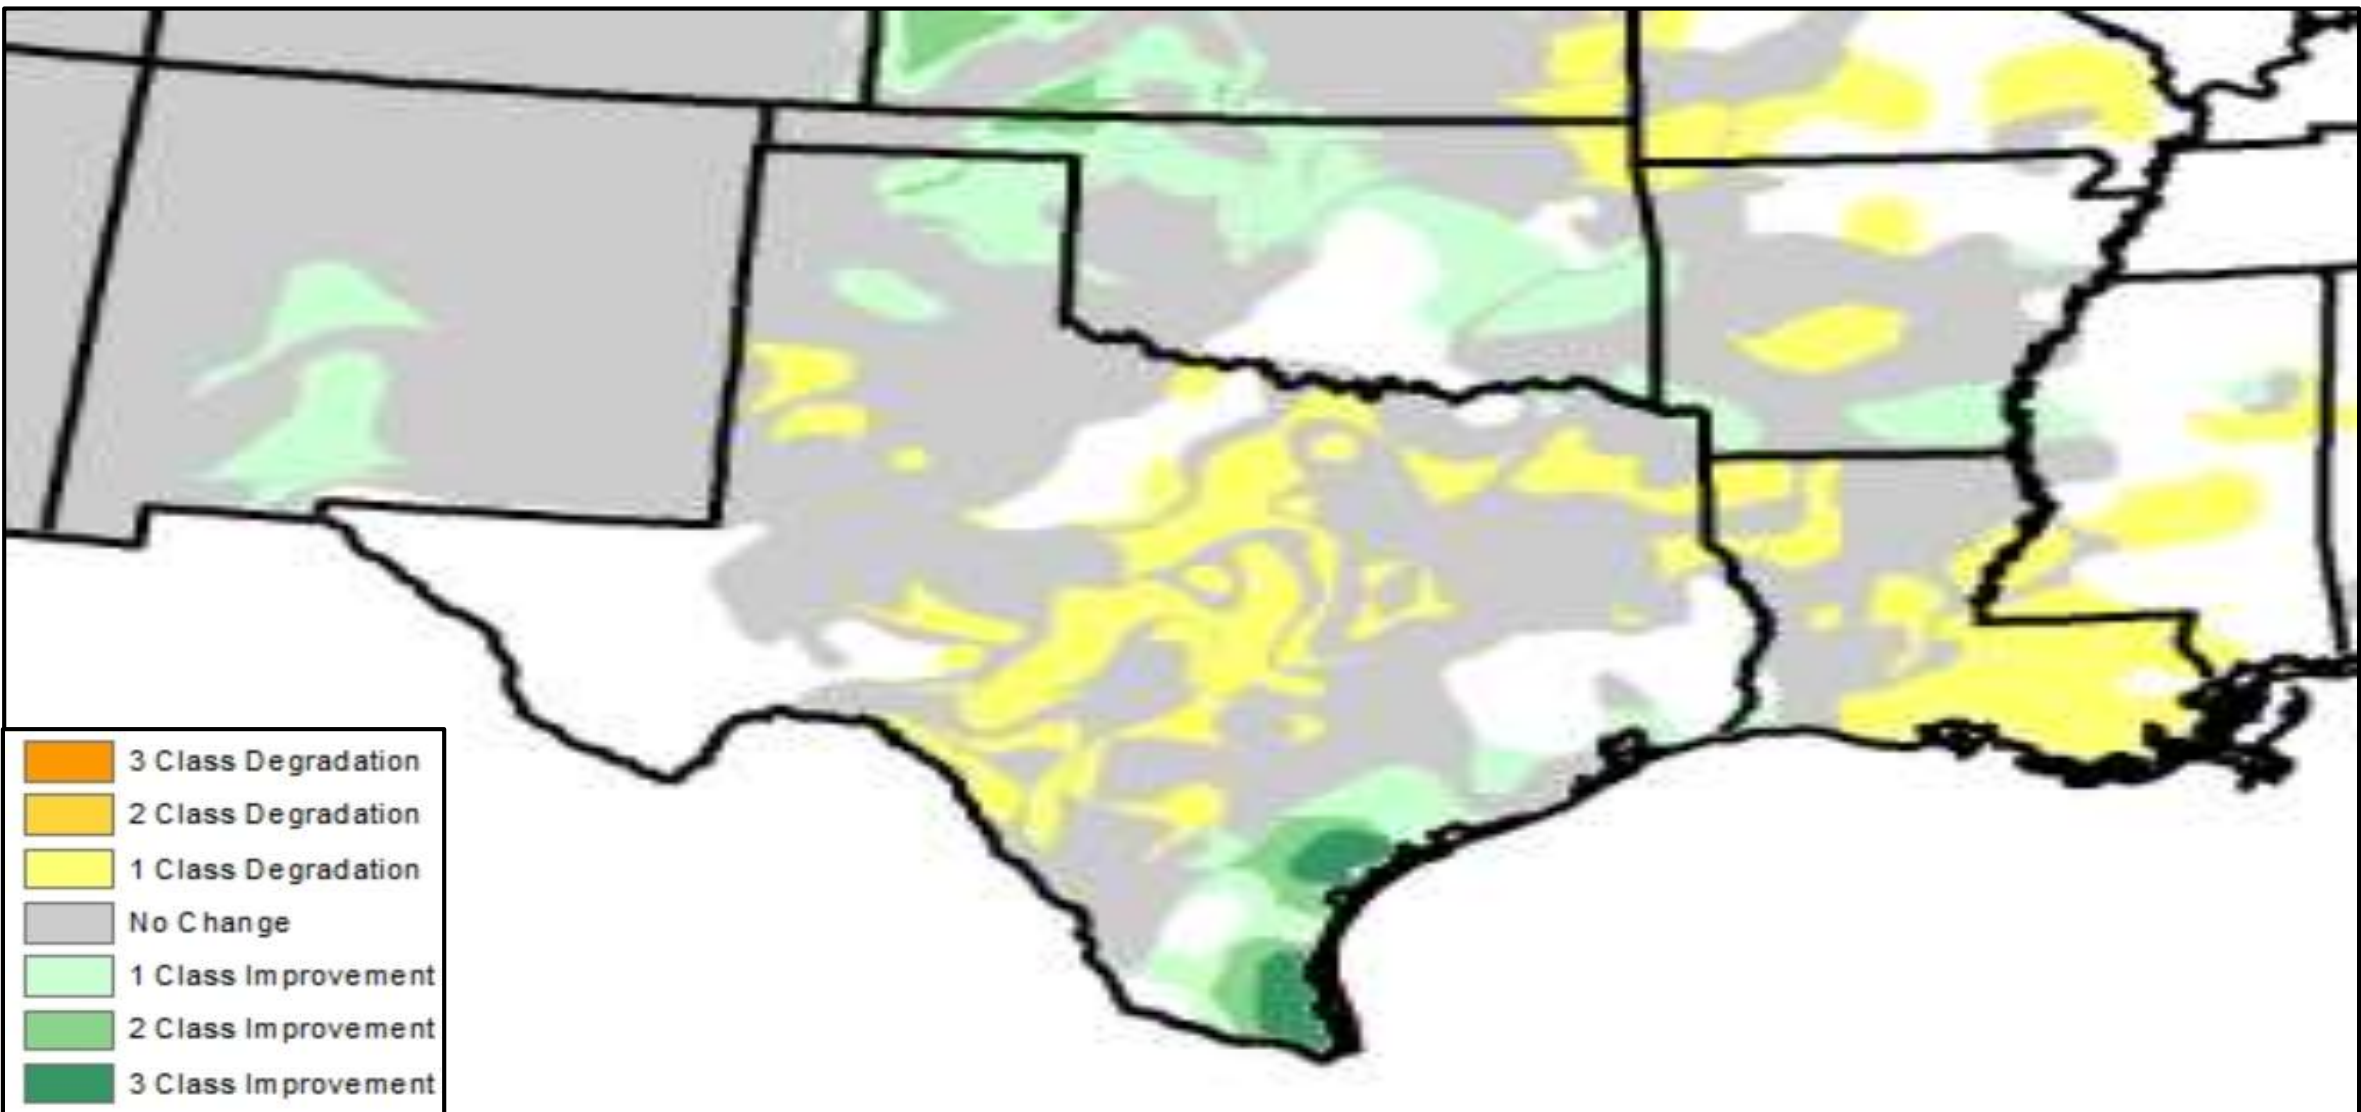 3 Class Degradation
2 Class Degradation
1 Class Degradation
No Change
1 Class Improvement
2 Class Improvement
3 Class Improvement